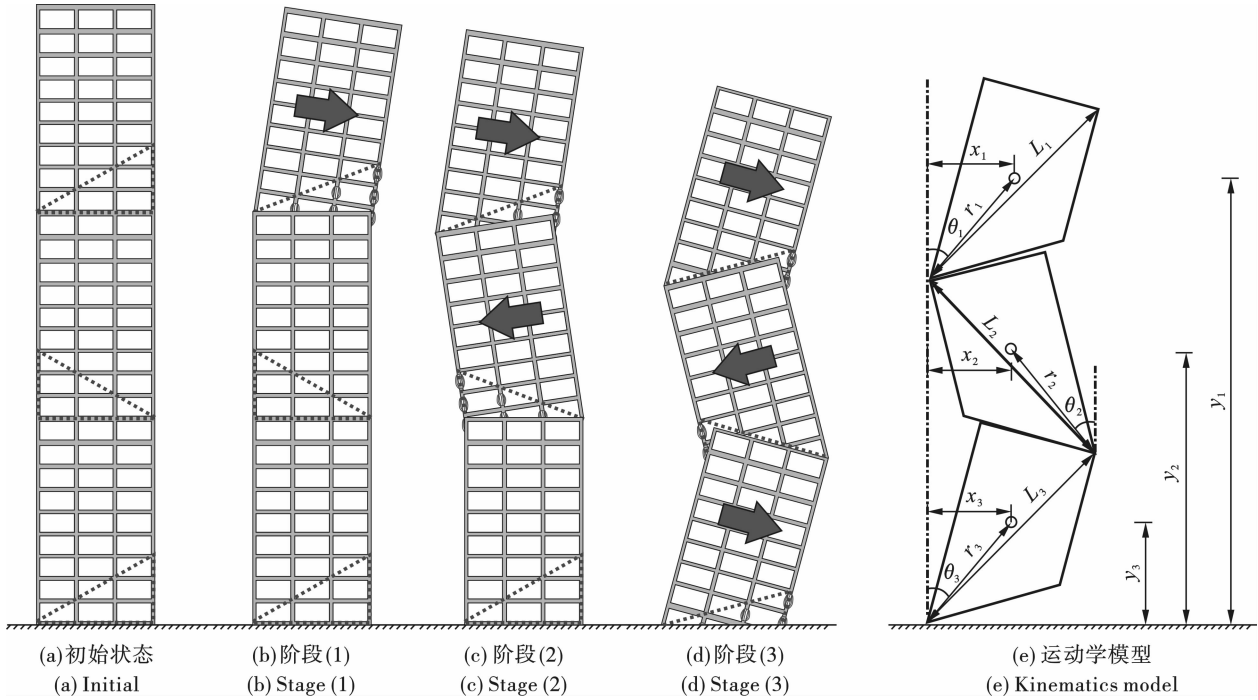 x₁
L₁
r₁
θ₁
L₂
x₂
r₂
θ₂
y₁
y₂
x₃
L₃
r₃
θ₃
y₃
(a)初始状态
(a) Initial
(b)阶段(1)
(b) Stage (1)
(c) 阶段(2)
(c) Stage (2)
(d) 阶段(3)
(d) Stage (3)
(e) 运动学模型
(e) Kinematics model